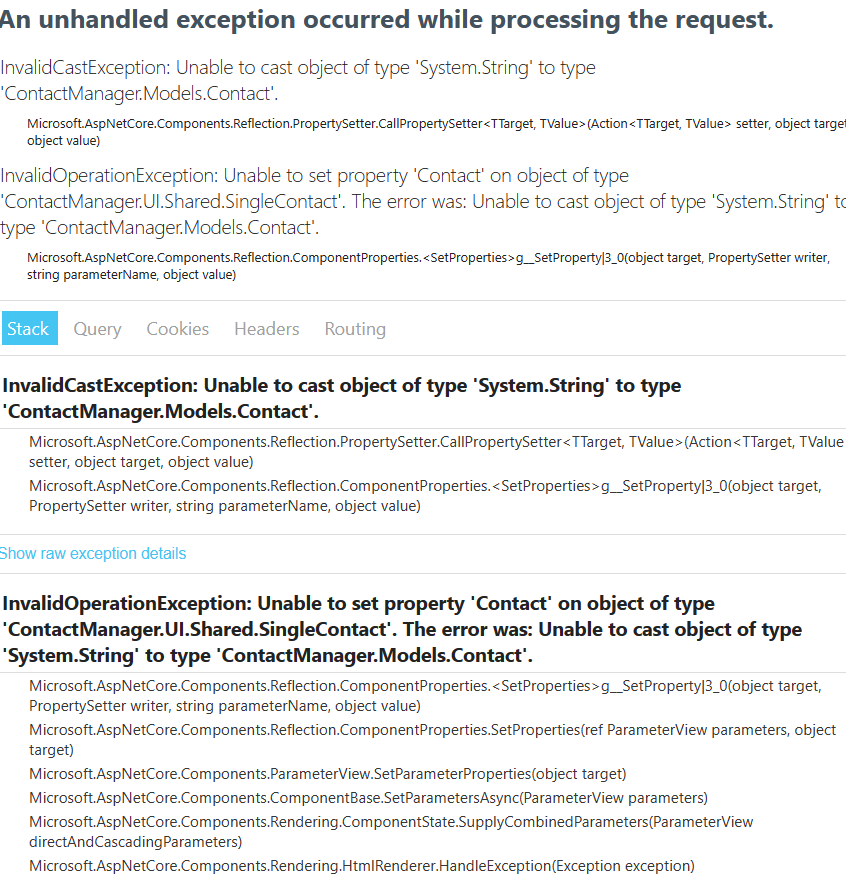 An unhandled exception occurred while processing the request.
InvalidCastException: Unable to cast object of type 'System.String' to type
'ContactManager.Models.Contact'.
Microsoft.AspNetCore.Components.Reflection.PropertySetter.CallPropertySetter<TTarget, TValue>(Action<TTarget, TValue> setter, object target
object value)
InvalidOperationException: Unable to set property 'Contact' on object of type
'ContactManager.UI.Shared.SingleContact'. The error was: Unable to cast object of type 'System.String' to
type 'ContactManager.Models.Contact'.
Microsoft.AspNetCore.Components.Reflection.ComponentProperties.<SetProperties>g__SetProperty|3_0(object target, PropertySetter writer,
string parameterName, object value)
Stack Query Cookies Headers Routing
InvalidCastException: Unable to cast object of type 'System.String' to type
'ContactManager.Models.Contact'.
Microsoft.AspNetCore.Components.Reflection.PropertySetter.CallPropertySetter<TTarget, TValue>(Action<TTarget, TValue
setter, object target, object value)
Microsoft.AspNetCore.Components.Reflection.ComponentProperties.<SetProperties>g__SetProperty|3_0(object target,
PropertySetter writer, string parameterName, object value)
Show raw exception details
InvalidOperationException: Unable to set property 'Contact' on object of type
'ContactManager.UI.Shared.SingleContact'. The error was: Unable to cast object of type
'System.String' to type 'ContactManager.Models.Contact'.
Microsoft.AspNetCore.Components.Reflection.ComponentProperties.<SetProperties>g__SetProperty|3_0(object target,
PropertySetter writer, string parameterName, object value)
Microsoft.AspNetCore.Components.Reflection.ComponentProperties.SetProperties(ref ParameterView parameters, object
target)
Microsoft.AspNetCore.Components.ParameterView.SetParameterProperties(object target)
Microsoft.AspNetCore.Components.ComponentBase.SetParametersAsync(ParameterView parameters)
Microsoft.AspNetCore.Components.Rendering.ComponentState.SupplyCombinedParameters(ParameterView
directAndCascadingParameters)
Microsoft.AspNetCore.Components.Rendering.HtmlRenderer.HandleException(Exception exception)